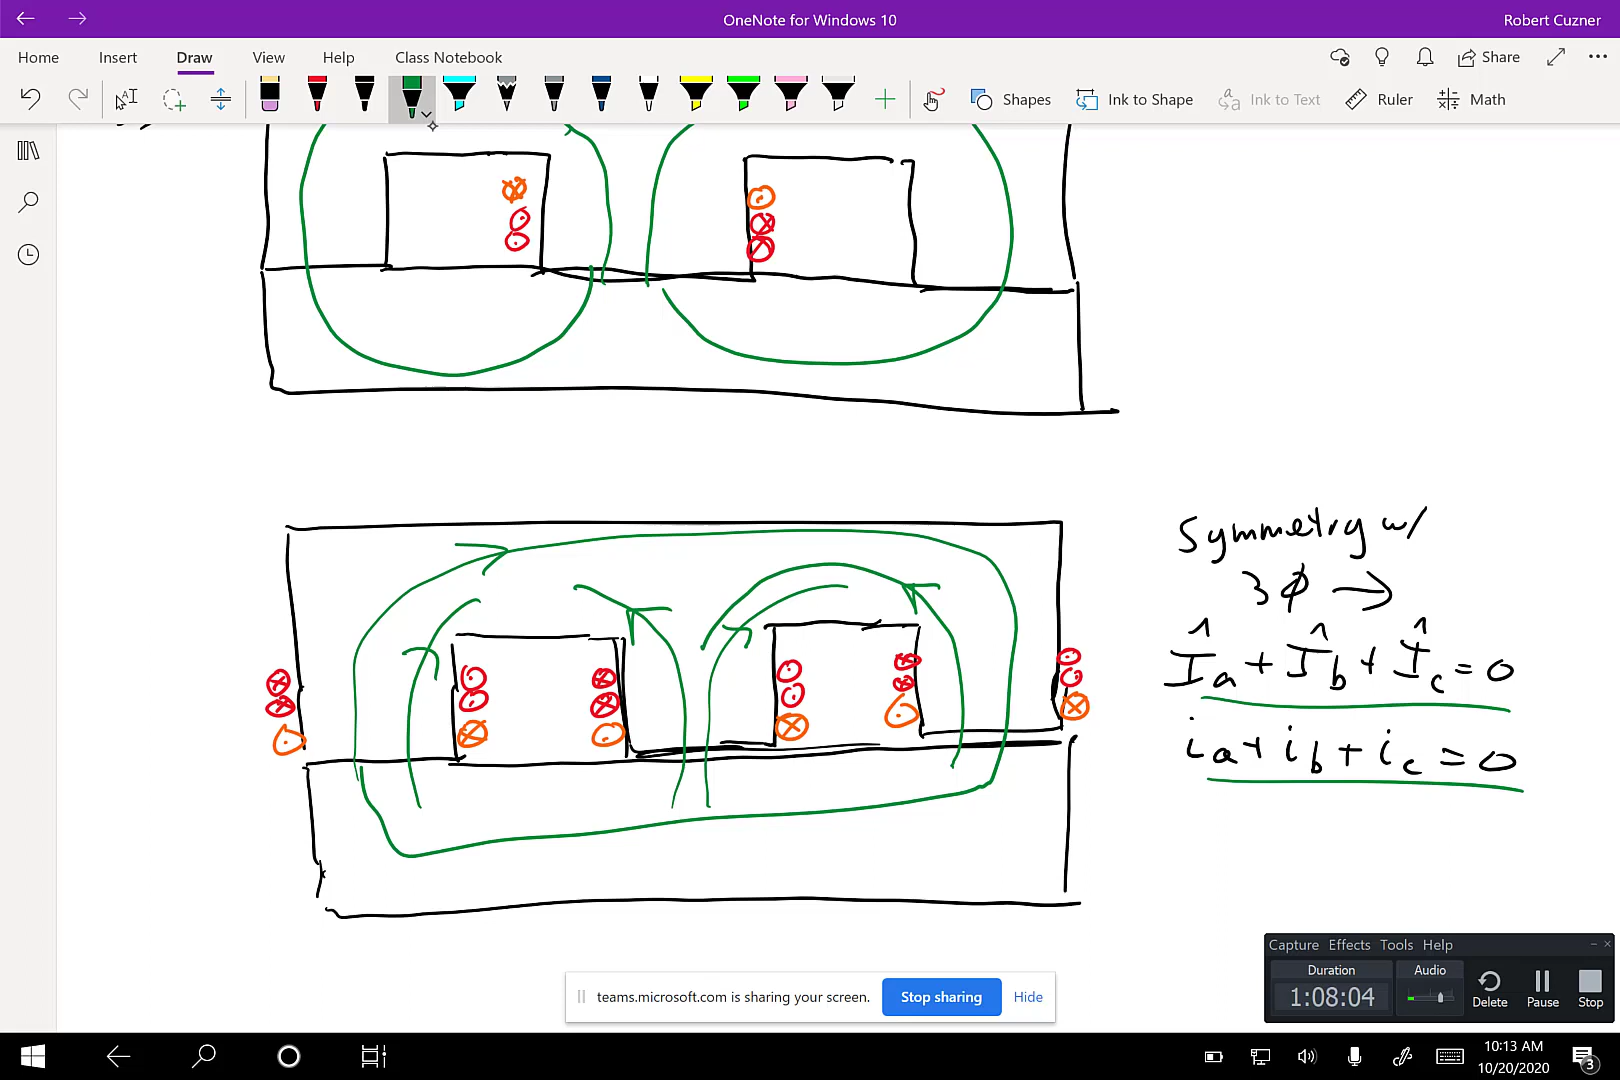 OneNote for Windows 10
Robert Cuzner
Home Insert Draw View Help Class Notebook
Share
Shapes Ink to Shape Ink to Text Ruler Math
Symmetry w/
3 ϕ →
Îa + Îb + Îc = 0
ia + ib + ic = 0
Capture Effects Tools Help
Duration Audio
1:08:04
Delete Pause Stop
teams.microsoft.com is sharing your screen. Stop sharing Hide
10:13 AM
10/20/2020
3